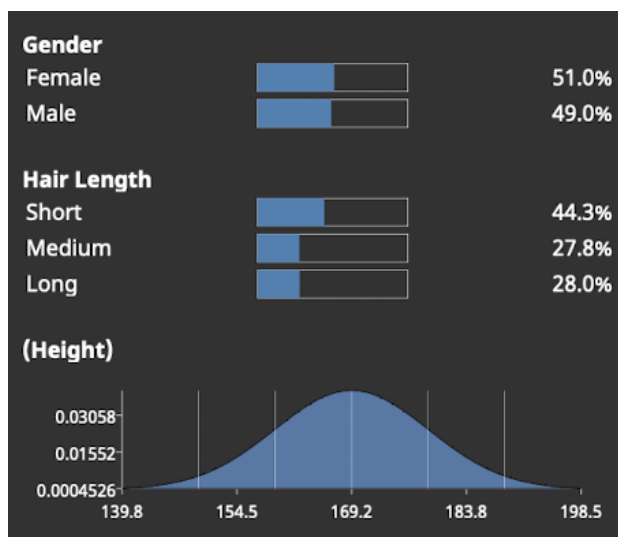 Gender
Female 51.0%
Male 49.0%
Hair Length
Short 44.3%
Medium 27.8%
Long 28.0%
(Height)
0.03058
0.01552
0.0004526
139.8 154.5 169.2 183.8 198.5